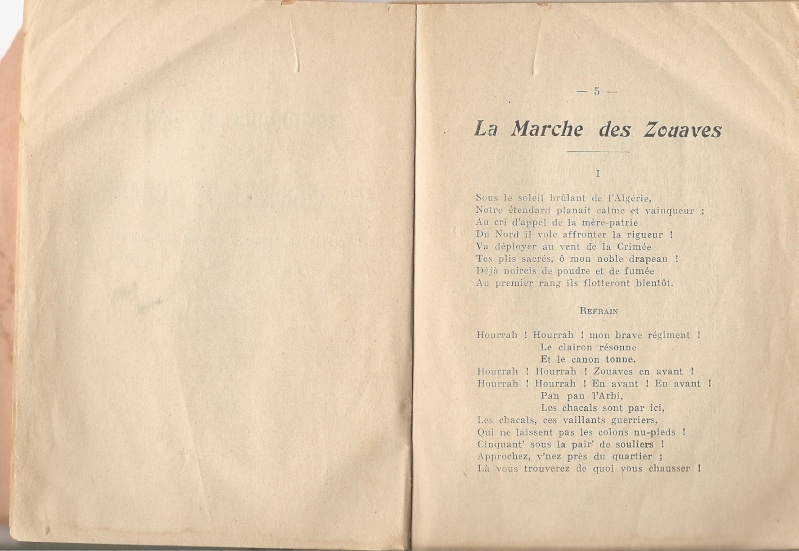 — 5 —
La Marche des Zouaves
I
Sous le soleil brûlant de l'Algérie,
Notre étendard planait calme et vainqueur ;
Au cri d'appel de la mère-patrie
Du Nord il vole affronter la rigueur !
Va déployer au vent de la Crimée
Tes plis sacrés, ô mon noble drapeau !
Déjà noircis de poudre et de fumée
Au premier rang ils flotteront bientôt.
REFRAIN
Hourrah ! Hourrah ! mon brave régiment !
Le clairon résonne
Et le canon tonne.
Hourrah ! Hourrah ! Zouaves en avant !
Hourrah ! Hourrah ! En avant ! En avant !
Pan pan l'Arbi,
Les chacals sont par ici,
Les chacals, ces vaillants guerriers,
Qui ne laissent pas les colons nu-pieds !
Cinquant' sous la pair' de souliers !
Approchez, v'nez près du quartier ;
Là vous trouverez de quoi vous chausser !